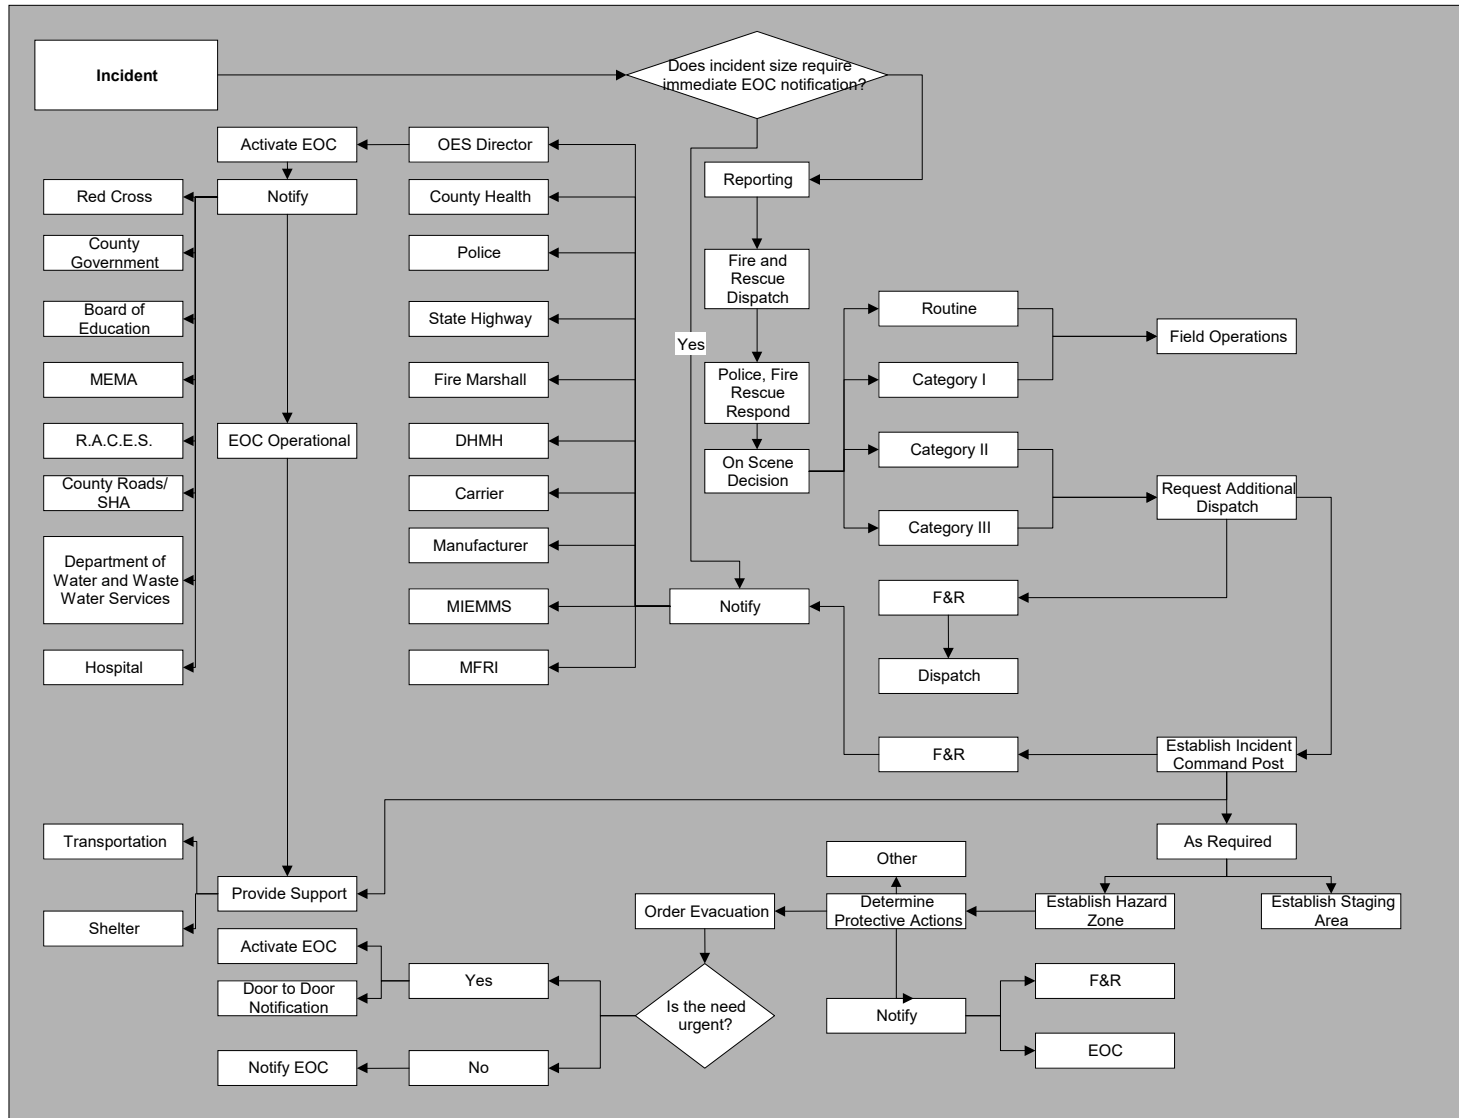 Incident
Does incident size require
immediate EOC notification?
Activate EOC
OES Director
Reporting
Red Cross
Notify
County Health
County
Government
Police
Fire and
Rescue
Dispatch
Board of
Education
State Highway
Routine
Field Operations
Yes
MEMA
Fire Marshall
Police, Fire
Rescue
Respond
Category I
R.A.C.E.S.
EOC Operational
DHMH
On Scene
Decision
Category II
County Roads/
SHA
Carrier
Request Additional
Dispatch
Category III
Manufacturer
Department of
Water and Waste
Water Services
MIEMMS
Notify
F&R
Hospital
MFRI
Dispatch
F&R
Establish Incident
Command Post
Transportation
As Required
Other
Provide Support
Order Evacuation
Determine
Protective Actions
Establish Hazard
Zone
Establish Staging
Area
Shelter
Activate EOC
Yes
F&R
Door to Door
Notification
Is the need
urgent?
Notify
EOC
Notify EOC
No